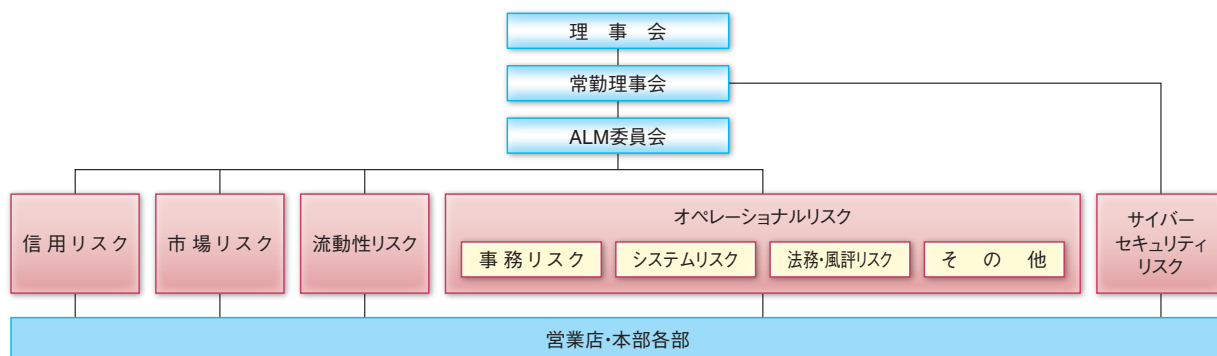 理事会
常勤理事会
ALM委員会
信用リスク
市場リスク
流動性リスク
オペレーショナルリスク
事務リスク
システムリスク
法務・風評リスク
その他
サイバー
セキュリティ
リスク
営業店・本部各部